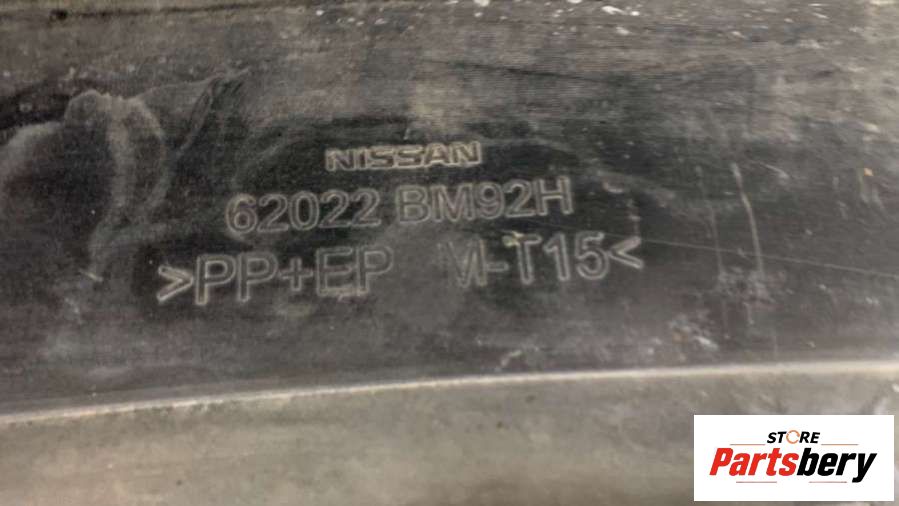 NISSAN
62022 BM92H
>PP+EP M-T15<
STORE
Partsbery